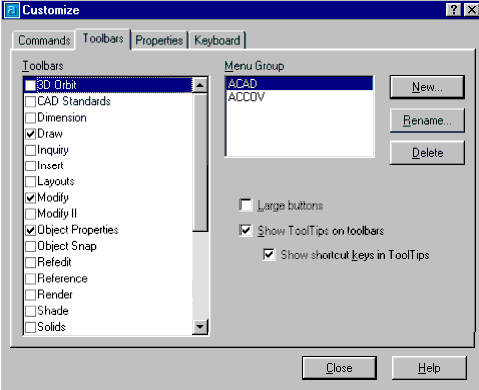 Customize
Commands Toolbars Properties Keyboard
Toolbars
3D Orbit
CAD Standards
Dimension
Draw
Inquiry
Insert
Layouts
Modify
Modify II
Object Properties
Object Snap
Refedit
Reference
Render
Shade
Solids
Menu Group
ACAD
ACCOV
New...
Rename...
Delete
Large buttons
Show ToolTips on toolbars
Show shortcut keys in ToolTips
Close Help